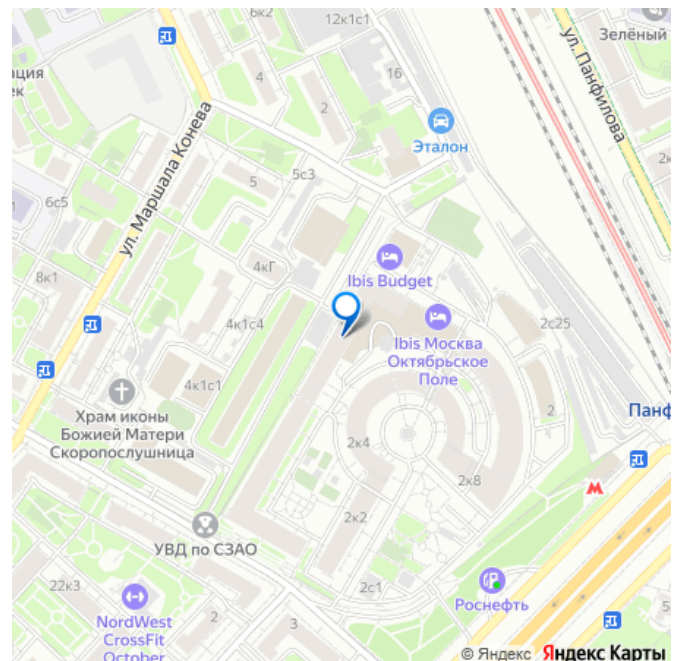 6к2
12к1с1
Зелёный
ул. Панфилова
ация
ек
4
16
2
Эталон
2к
ул. Маршала Конева
5с3
5
6с5
4кГ
Ibis Budget
8к1
4к1с4
2с25
Ibis Москва
Октябрьское
Поле
4к1с1
2
Храм иконы
Божией Матери
Скоропослушница
Панф
2к4
2к8
М
2к2
УВД по СЗАО
2с1
Роснефть
22к3
5
NordWest
CrossFit
October
2
3
© Яндекс Яндекс Карты